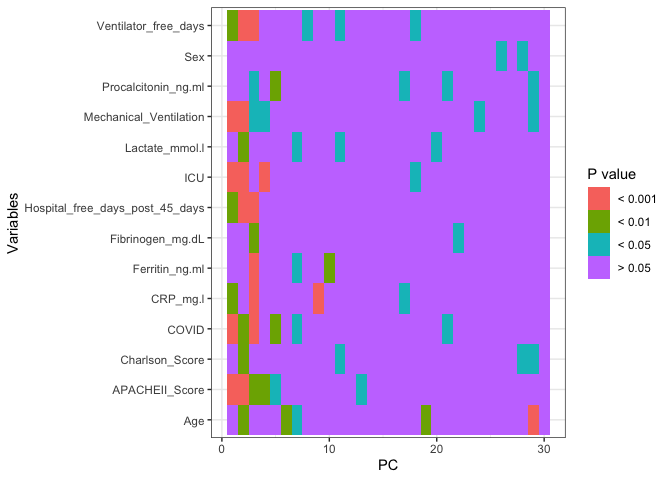 Variables
Ventilator_free_days
Sex
Procalcitonin_ng.ml
Mechanical_Ventilation
Lactate_mmol.l
ICU
Hospital_free_days_post_45_days
Fibrinogen_mg.dL
Ferritin_ng.ml
CRP_mg.l
COVID
Charlson_Score
APACHEII_Score
Age
0 10 20 30
PC
P value
< 0.001
< 0.01
< 0.05
> 0.05